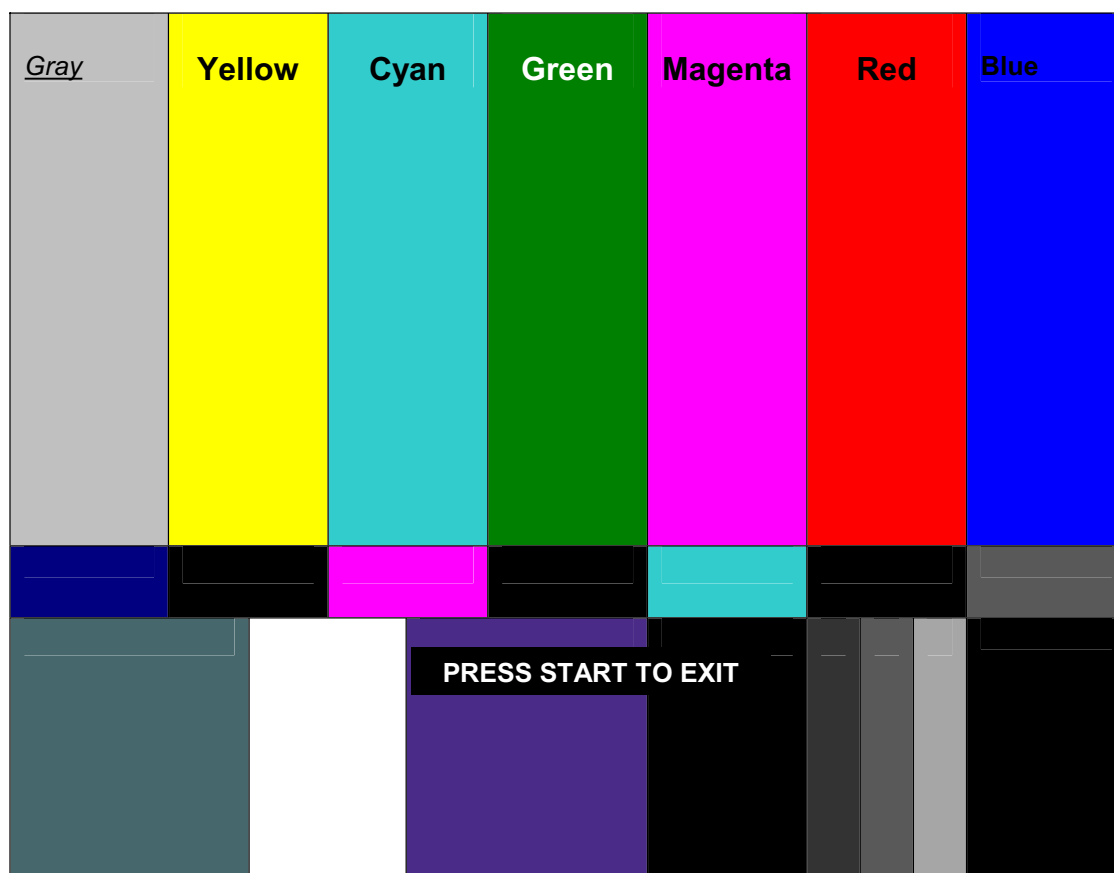 Gray
Yellow
Cyan
Green
Magenta
Red
Blue
PRESS START TO EXIT